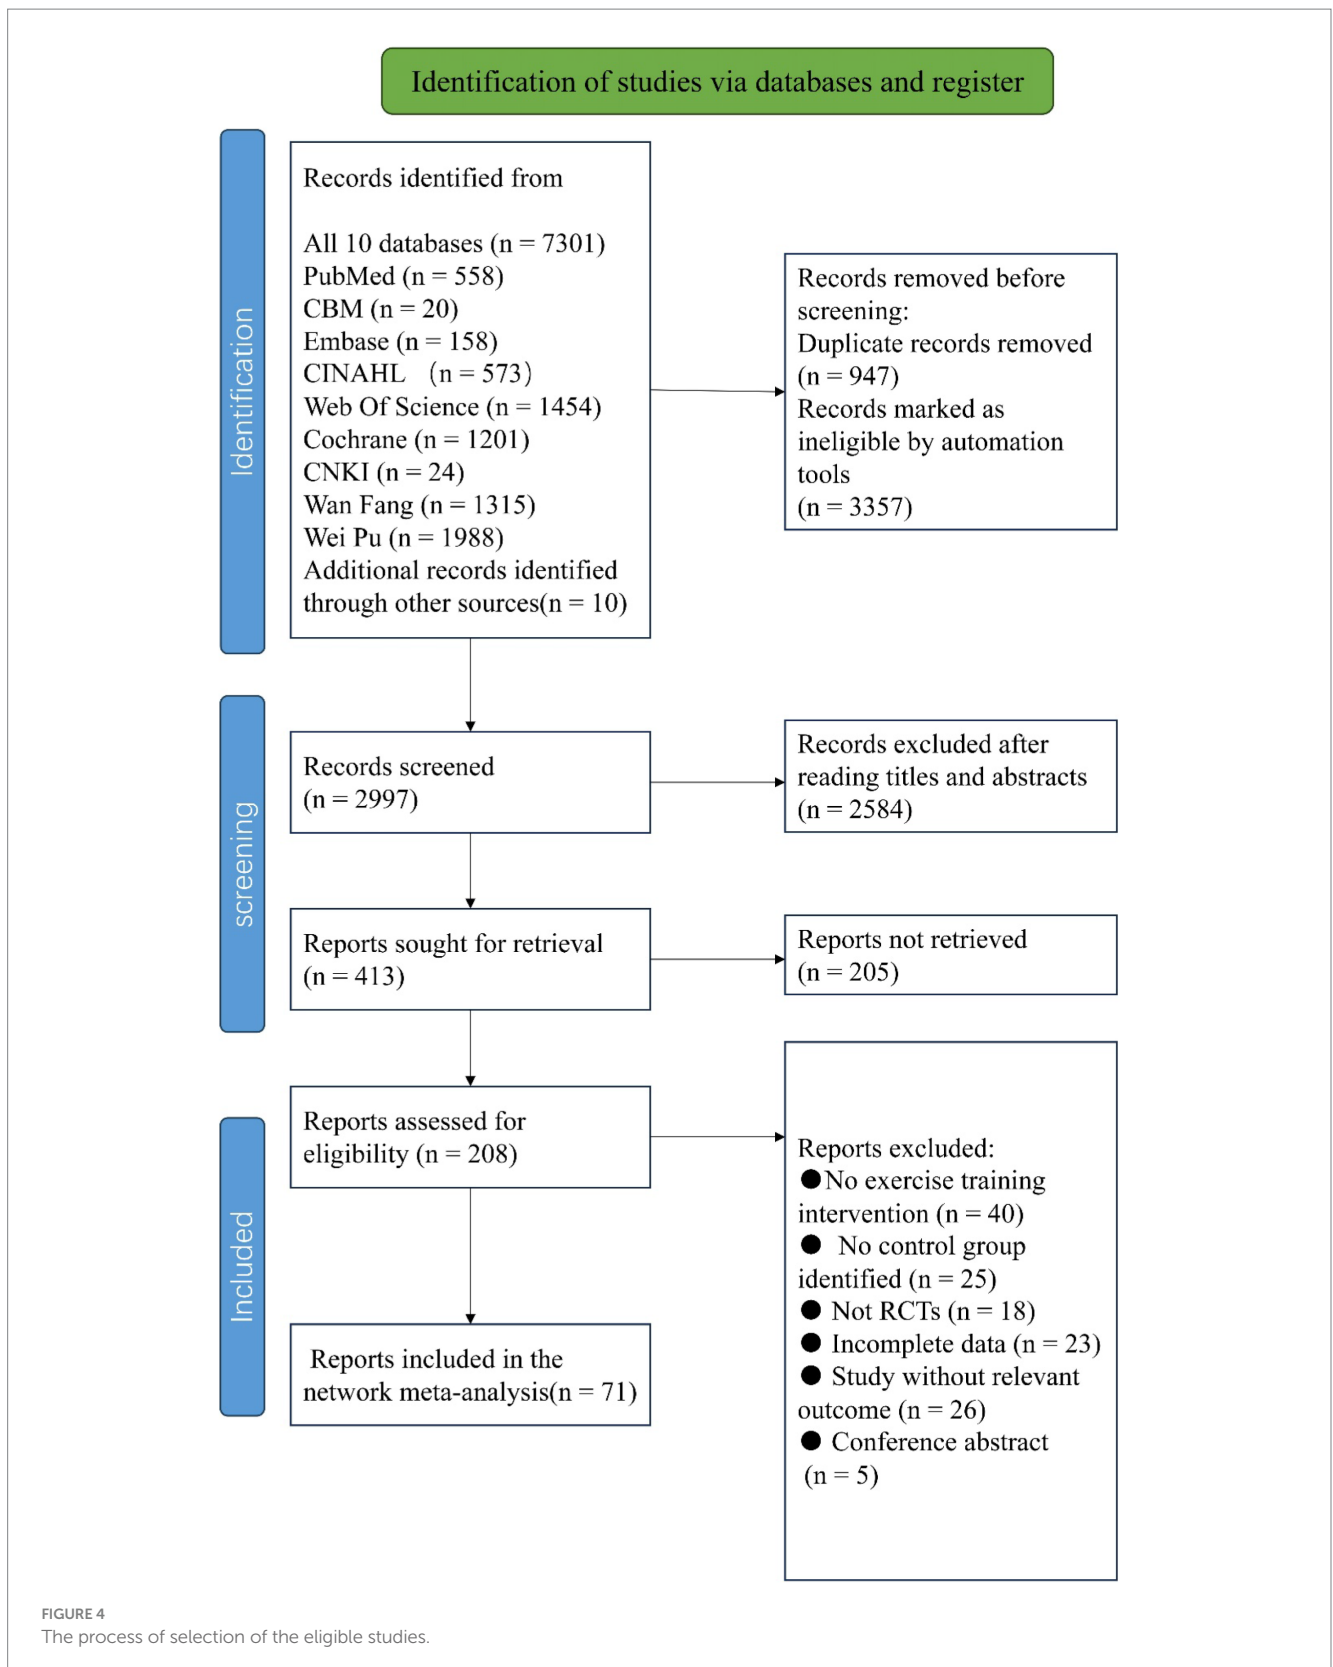 Identification of studies via databases and register
Identification
Records identified from
All 10 databases (n = 7301)
PubMed (n = 558)
CBM (n = 20)
Embase (n = 158)
CINAHL （n = 573）
Web Of Science (n = 1454)
Cochrane (n = 1201)
CNKI (n = 24)
Wan Fang (n = 1315)
Wei Pu (n = 1988)
Additional records identified
through other sources(n = 10)
Records removed before
screening:
Duplicate records removed
(n = 947)
Records marked as
ineligible by automation
tools
(n = 3357)
screening
Records screened
(n = 2997)
Records excluded after
reading titles and abstracts
(n = 2584)
Reports sought for retrieval
(n = 413)
Reports not retrieved
(n = 205)
Included
Reports assessed for
eligibility (n = 208)
Reports excluded:
●No exercise training
intervention (n = 40)
● No control group
identified (n = 25)
● Not RCTs (n = 18)
● Incomplete data (n = 23)
● Study without relevant
outcome (n = 26)
● Conference abstract
(n = 5)
Reports included in the
network meta-analysis(n = 71)
FIGURE 4
The process of selection of the eligible studies.